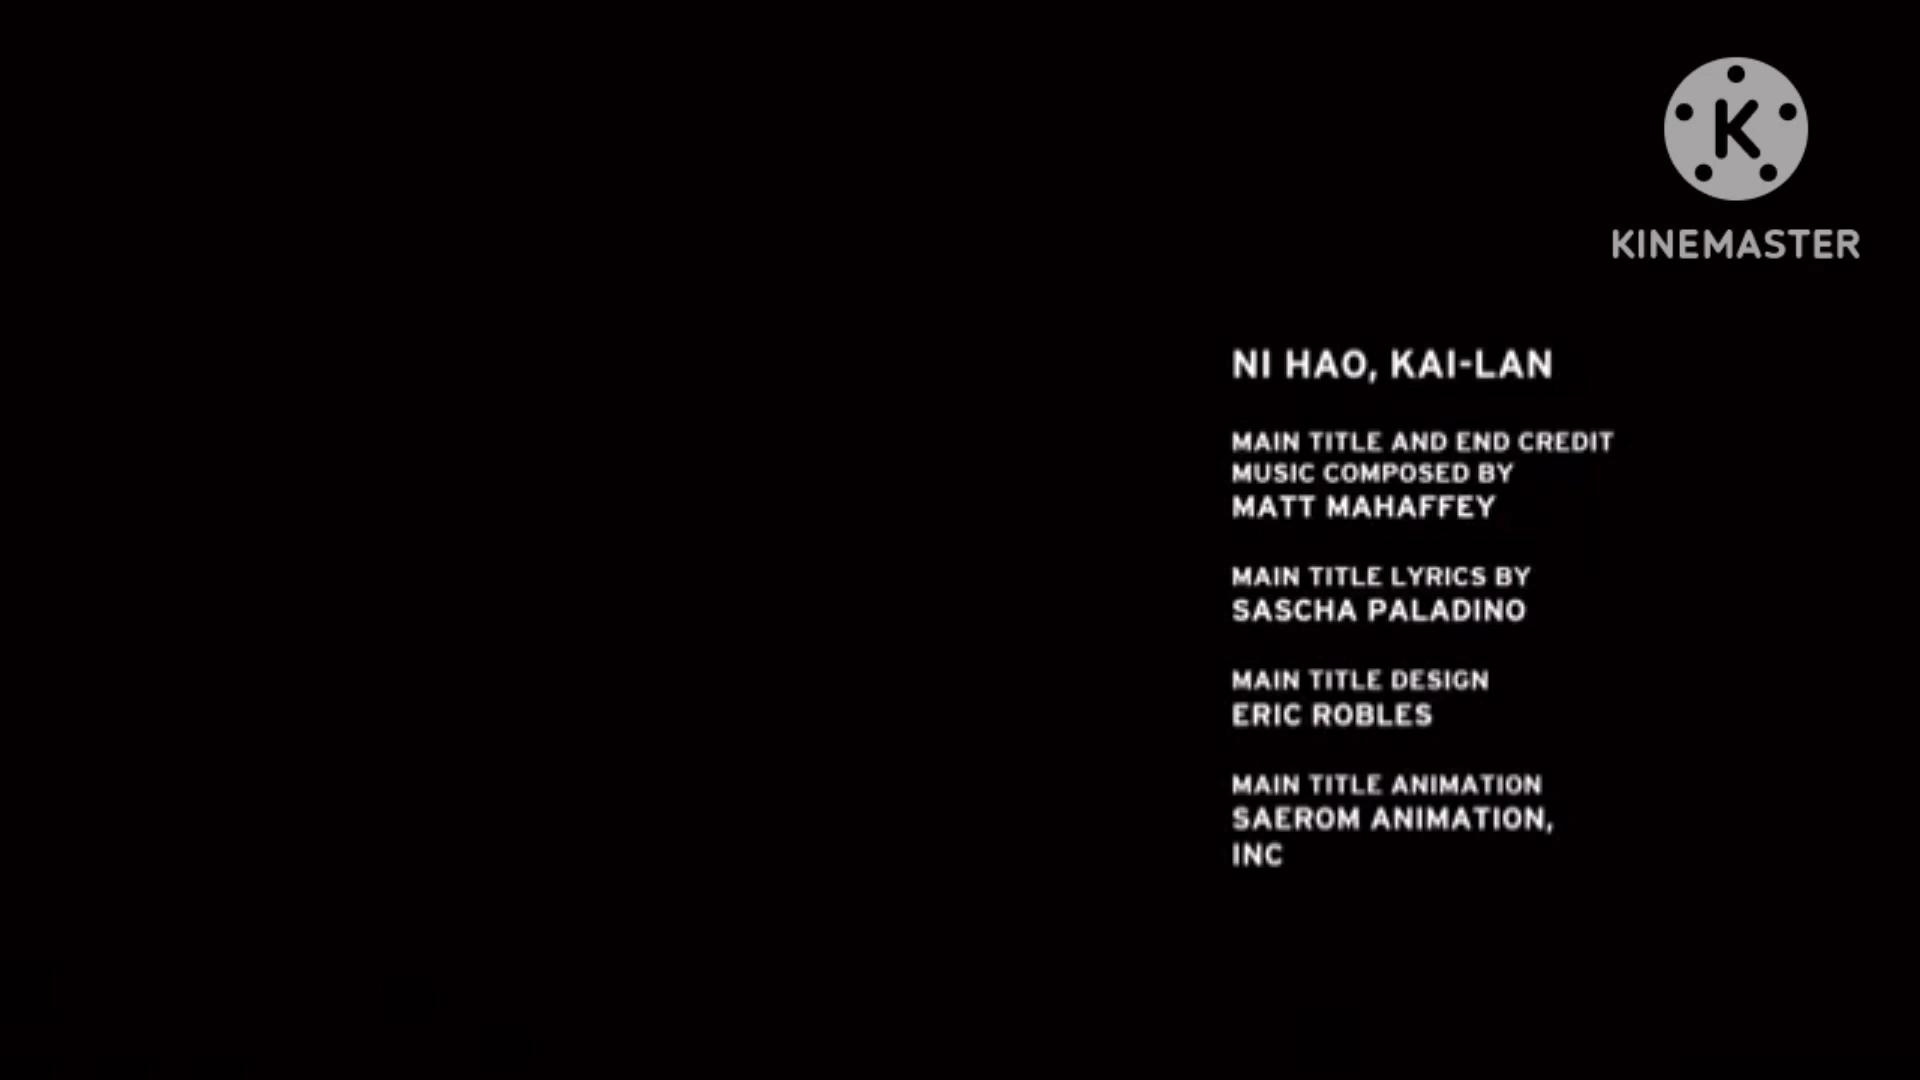 K
KINEMASTER
NI HAO, KAI-LAN
MAIN TITLE AND END CREDIT
MUSIC COMPOSED BY
MATT MAHAFFEY
MAIN TITLE LYRICS BY
SASCHA PALADINO
MAIN TITLE DESIGN
ERIC ROBLES
MAIN TITLE ANIMATION
SAEROM ANIMATION,
INC